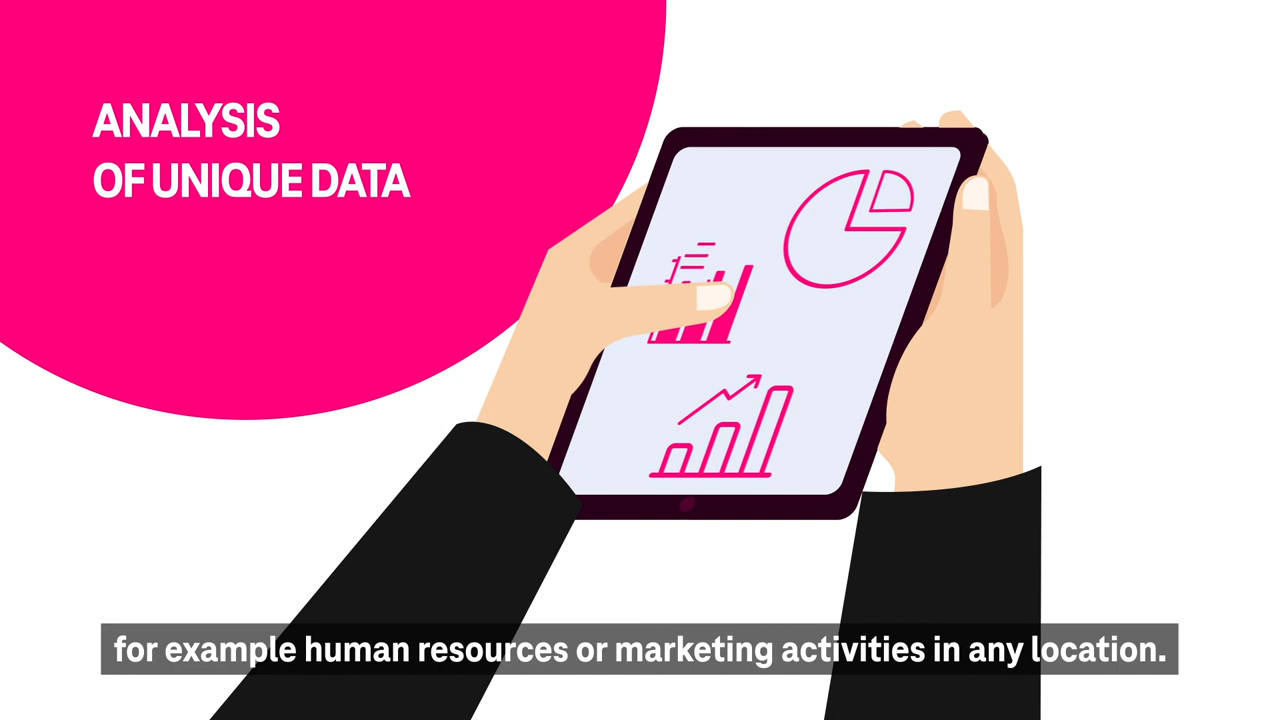 ANALYSIS
OF UNIQUE DATA
for example human resources or marketing activities in any location.